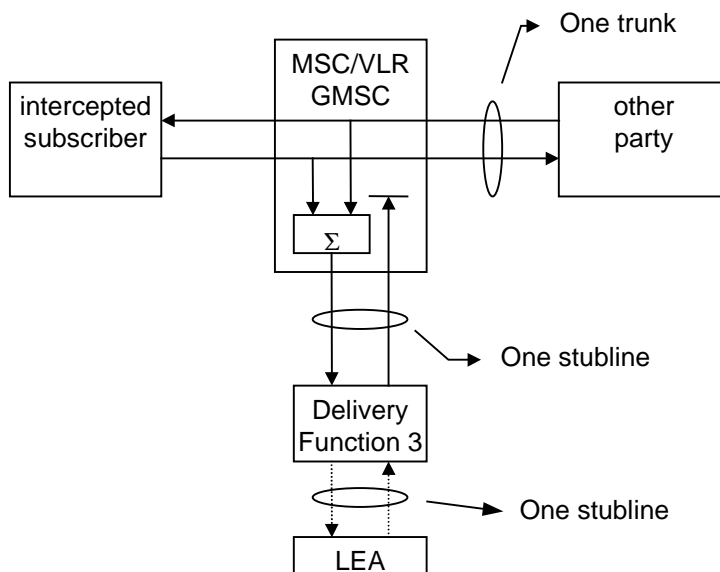 One trunk
MSC/VLR
GMSC
intercepted
subscriber
other
party
Σ
One stubline
Delivery
Function 3
One stubline
LEA